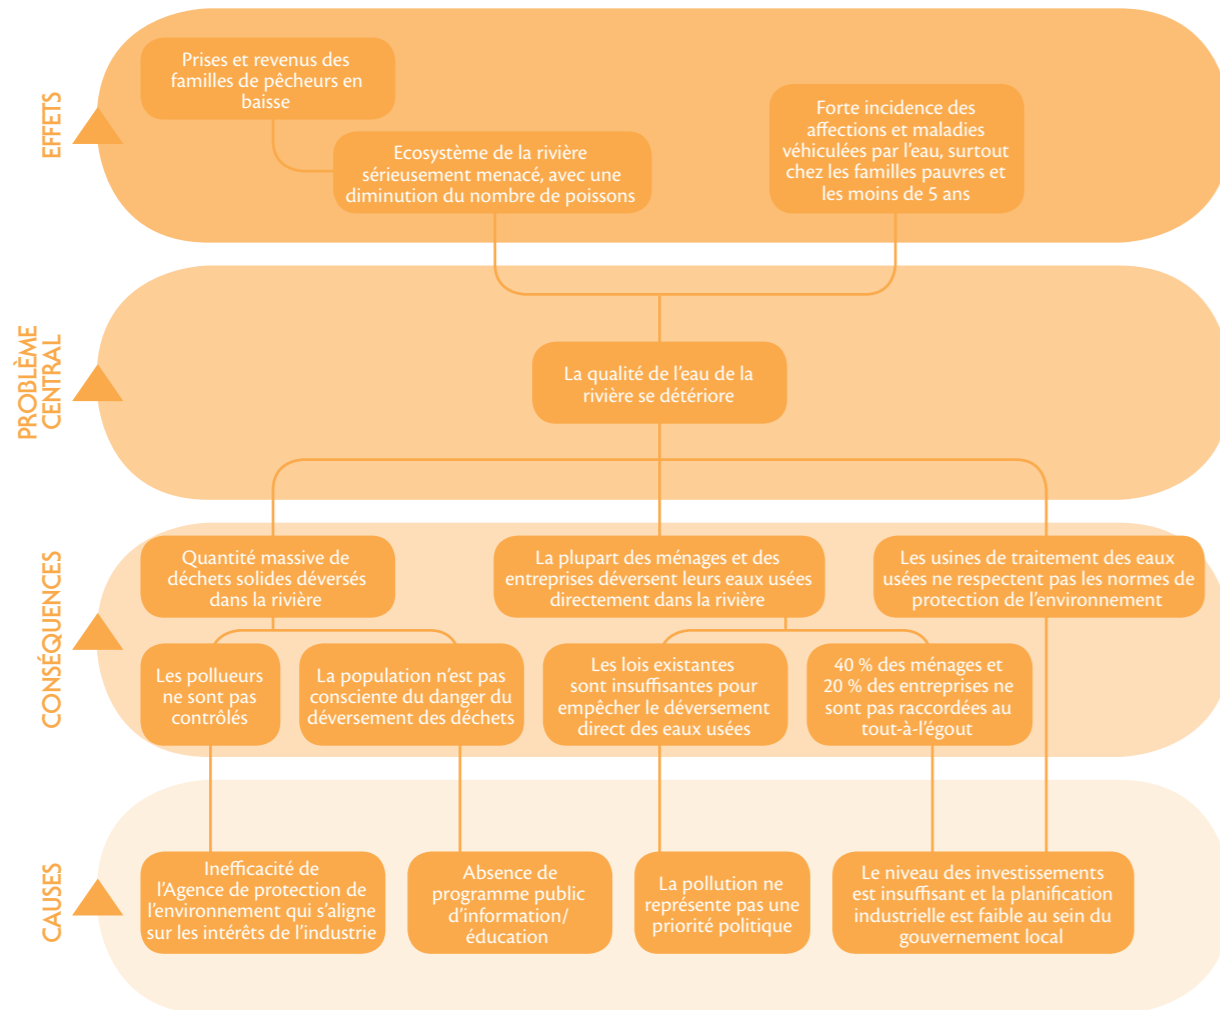 EFFETS
Prises et revenus des
familles de pêcheurs en
baisse
Ecosystème de la rivière
sérieusement menacé, avec une
diminution du nombre de poissons
Forte incidence des
affections et maladies
véhiculées par l'eau, surtout
chez les familles pauvres et
les moins de 5 ans
PROBLÈME
CENTRAL
La qualité de l'eau de la
rivière se détériore
CONSÉQUENCES
Quantité massive de
déchets solides déversés
dans la rivière
La plupart des ménages et des
entreprises déversent leurs eaux usées
directement dans la rivière
Les usines de traitement des eaux
usées ne respectent pas les normes de
protection de l'environnement
Les pollueurs
ne sont pas
contrôlés
La population n'est pas
consciente du danger du
déversement des déchets
Les lois existantes
sont insuffisantes pour
empêcher le déversement
direct des eaux usées
40 % des ménages et
20 % des entreprises ne
sont pas raccordées au
tout-à-l'égout
CAUSES
Inefficacité de
l'Agence de protection de
l'environnement qui s'aligne
sur les intérêts de l'industrie
Absence de
programme public
d'information/
éducation
La pollution ne
représente pas une
priorité politique
Le niveau des investissements
est insuffisant et la planification
industrielle est faible au sein du
gouvernement local